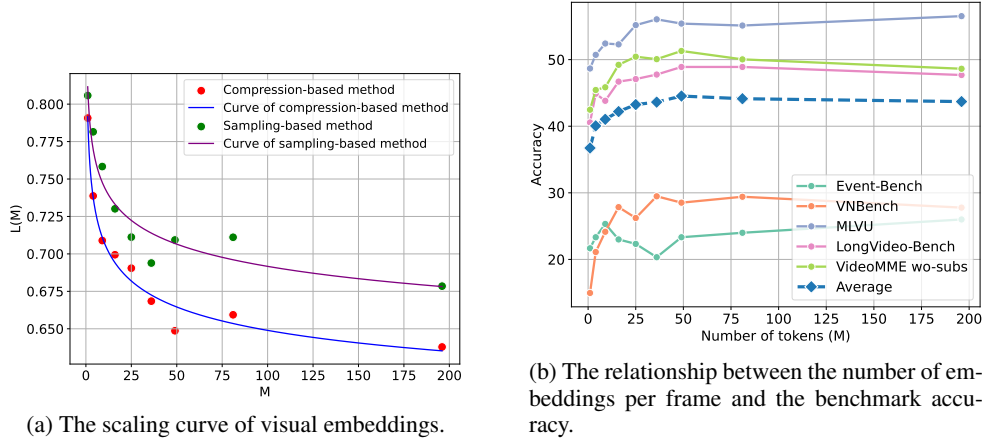 0.800
0.775
0.750
0.725
0.700
0.675
0.650
L(M)
0
25
50
75
100
125
150
175
200
M
Compression-based method
Curve of compression-based method
Sampling-based method
Curve of sampling-based method
(a) The scaling curve of visual embeddings.
50
40
30
20
Accuracy
0
25
50
75
100
125
150
175
200
Number of tokens (M)
Event-Bench
VNBench
MLVU
LongVideo-Bench
VideoMME wo-subs
Average
(b) The relationship between the number of em-
beddings per frame and the benchmark accu-
racy.